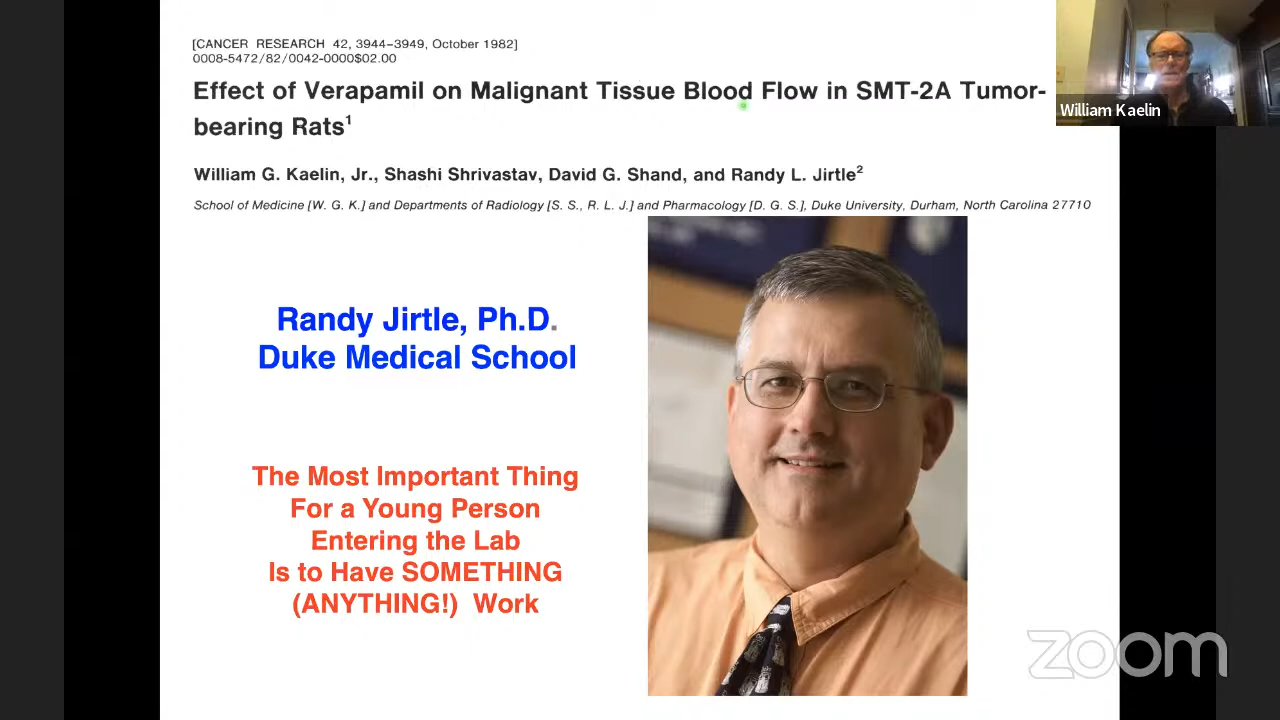 [CANCER RESEARCH 42, 3944–3949, October 1982]
0008-5472/82/0042-0000$02.00
Effect of Verapamil on Malignant Tissue Blood Flow in SMT-2A Tumor-
bearing Rats1
William G. Kaelin, Jr., Shashi Shrivastav, David G. Shand, and Randy L. Jirtle2
School of Medicine [W. G. K.] and Departments of Radiology [S. S., R. L. J.] and Pharmacology [D. G. S.], Duke University, Durham, North Carolina 27710
William Kaelin
Randy Jirtle, Ph.D.
Duke Medical School
The Most Important Thing
For a Young Person
Entering the Lab
Is to Have SOMETHING
(ANYTHING!) Work
zoom